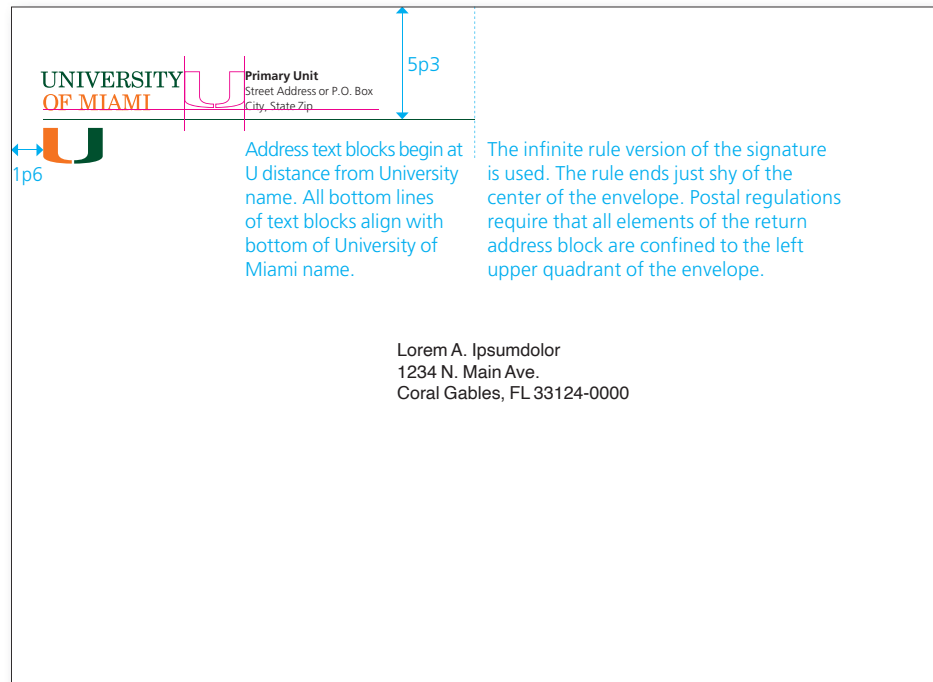 UNIVERSITY
OF MIAMI
Primary Unit
Street Address or P.O. Box
City, State Zip
5p3
1p6
Address text blocks begin at
U distance from University
name. All bottom lines
of text blocks align with
bottom of University of
Miami name.
The infinite rule version of the signature
is used. The rule ends just shy of the
center of the envelope. Postal regulations
require that all elements of the return
address block are confined to the left
upper quadrant of the envelope.
Lorem A. Ipsumdolor
1234 N. Main Ave.
Coral Gables, FL 33124-0000